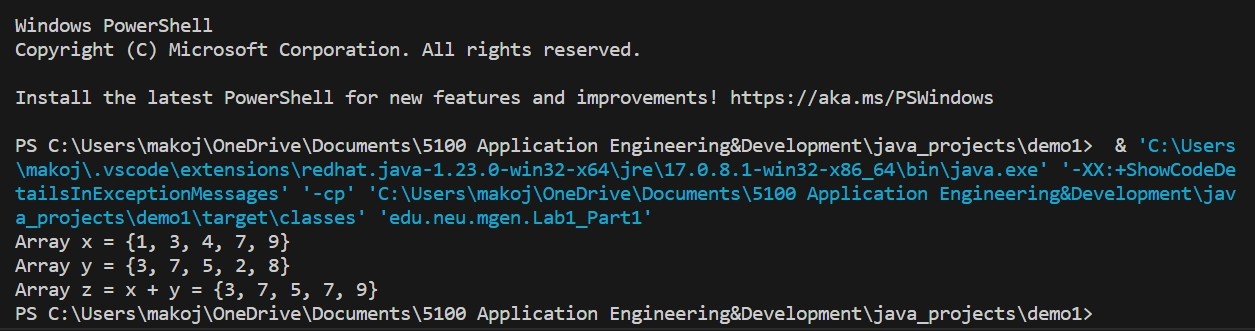 Windows PowerShell
Copyright (C) Microsoft Corporation. All rights reserved.
Install the latest PowerShell for new features and improvements! https://aka.ms/PSWindows
PS C:\Users\makoj\OneDrive\Documents\5100 Application Engineering&Development\java_projects\demo1>  & 'C:\Users
\makoj\.vscode\extensions\redhat.java-1.23.0-win32-x64\jre\17.0.8.1-win32-x86_64\bin\java.exe' '-XX:+ShowCodeDe
tailsInExceptionMessages' '-cp' 'C:\Users\makoj\OneDrive\Documents\5100 Application Engineering&Development\jav
a_projects\demo1\target\classes' 'edu.neu.mgen.Lab1_Part1'
Array x = {1, 3, 4, 7, 9}
Array y = {3, 7, 5, 2, 8}
Array z = x + y = {3, 7, 5, 7, 9}
PS C:\Users\makoj\OneDrive\Documents\5100 Application Engineering&Development\java_projects\demo1>